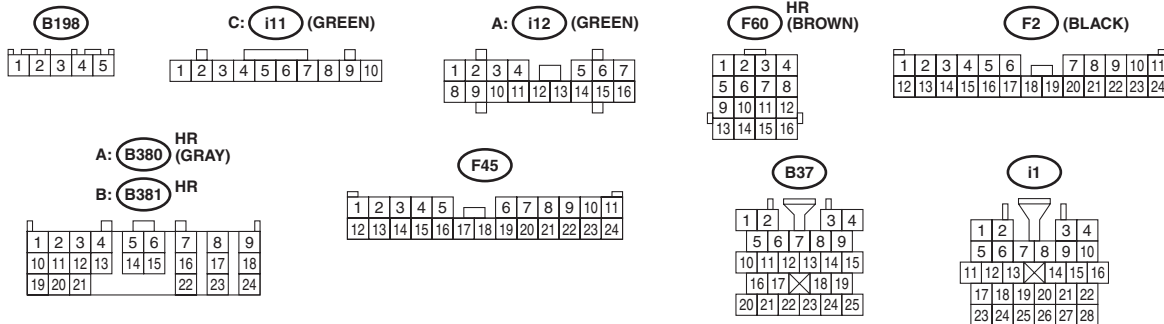 B198
1 2 3 4 5
C: i11 (GREEN)
1 2 3 4 5 6 7 8 9 10
A: i12 (GREEN)
1 2 3 4 5 6 7
8 9 10 11 12 13 14 15 16
F60 HR (BROWN)
1 2 3 4
5 6 7 8
9 10 11 12
13 14 15 16
F2 (BLACK)
1 2 3 4 5 6 7 8 9 10 11
12 13 14 15 16 17 18 19 20 21 22 23 24
A: B380 HR (GRAY)
B: B381 HR
1 2 3 4 5 6 7 8 9
10 11 12 13 14 15 16 17 18
19 20 21 22 23 24
F45
1 2 3 4 5 6 7 8 9 10 11
12 13 14 15 16 17 18 19 20 21 22 23 24
B37
1 2 3 4
5 6 7 8 9
10 11 12 13 14 15
16 17 18 19
20 21 22 23 24 25
i1
1 2 3 4
5 6 7 8 9 10
11 12 13 14 15 16
17 18 19 20 21 22
23 24 25 26 27 28